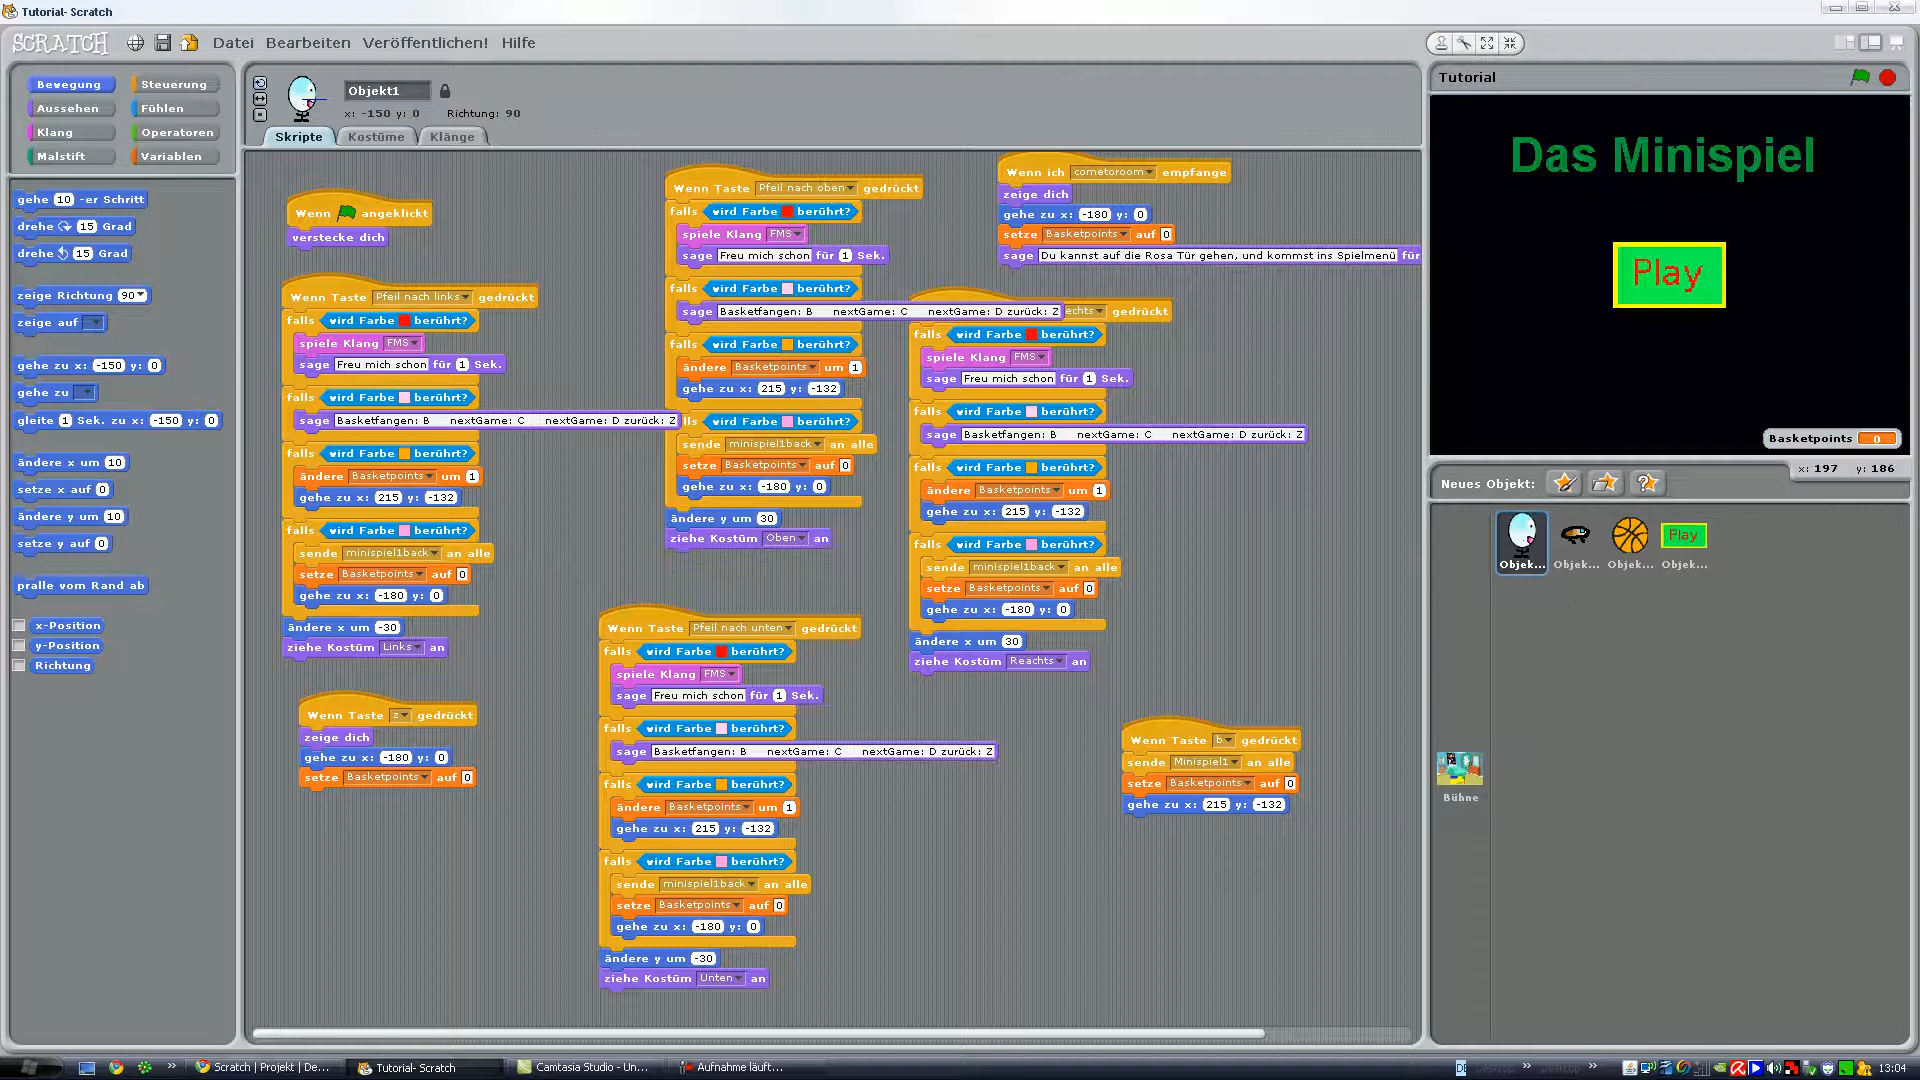 Tutorial- Scratch
SCRATCH
Datei Bearbeiten Veröffentlichen! Hilfe
Bewegung Steuerung
Aussehen Fühlen
Klang Operatoren
Malstift Variablen
gehe 10 -er Schritt
drehe 15 Grad
drehe 15 Grad
zeige Richtung 90
zeige auf
gehe zu x: -150 y: 0
gehe zu
gleite 1 Sek. zu x: -150 y: 0
ändere x um 10
setze x auf 0
ändere y um 10
setze y auf 0
pralle vom Rand ab
x-Position
y-Position
Richtung
Objekt1
x: -150 y: 0 Richtung: 90
Skripte Kostüme Klänge
Wenn angeklickt
verstecke dich
Wenn Taste Pfeil nach links gedrückt
falls wird Farbe berührt?
spiele Klang FMS
sage Freu mich schon für 1 Sek.
falls wird Farbe berührt?
sage Basketfangen: B nextGame: C nextGame: D zurück: Z
falls wird Farbe berührt?
ändere Basketpoints um 1
gehe zu x: 215 y: -132
falls wird Farbe berührt?
sende minispiel1back an alle
setze Basketpoints auf 0
gehe zu x: -180 y: 0
ändere x um -30
ziehe Kostüm Links an
Wenn Taste z gedrückt
zeige dich
gehe zu x: -180 y: 0
setze Basketpoints auf 0
Wenn Taste Pfeil nach oben gedrückt
falls wird Farbe berührt?
spiele Klang FMS
sage Freu mich schon für 1 Sek.
falls wird Farbe berührt?
sage Basketfangen: B nextGame: C nextGame: D zurück: Z
falls wird Farbe berührt?
ändere Basketpoints um 1
gehe zu x: 215 y: -132
lls wird Farbe berührt?
sende minispiel1back an alle
setze Basketpoints auf 0
gehe zu x: -180 y: 0
ändere y um 30
ziehe Kostüm Oben an
Wenn Taste Pfeil nach unten gedrückt
falls wird Farbe berührt?
spiele Klang FMS
sage Freu mich schon für 1 Sek.
falls wird Farbe berührt?
sage Basketfangen: B nextGame: C nextGame: D zurück: Z
falls wird Farbe berührt?
ändere Basketpoints um 1
gehe zu x: 215 y: -132
falls wird Farbe berührt?
sende minispiel1back an alle
setze Basketpoints auf 0
gehe zu x: -180 y: 0
ändere y um -30
ziehe Kostüm Unten an
Wenn ich cometoroom empfange
zeige dich
gehe zu x: -180 y: 0
setze Basketpoints auf 0
sage Du kannst auf die Rosa Tür gehen, und kommst ins Spielmenü für
echts gedrückt
falls wird Farbe berührt?
spiele Klang FMS
sage Freu mich schon für 1 Sek.
falls wird Farbe berührt?
sage Basketfangen: B nextGame: C nextGame: D zurück: Z
falls wird Farbe berührt?
ändere Basketpoints um 1
gehe zu x: 215 y: -132
falls wird Farbe berührt?
sende minispiel1back an alle
setze Basketpoints auf 0
gehe zu x: -180 y: 0
ändere x um 30
ziehe Kostüm Reachts an
Wenn Taste b gedrückt
sende Minispiel1 an alle
setze Basketpoints auf 0
gehe zu x: 215 y: -132
Tutorial
Das Minispiel
Play
Basketpoints 0
x: 197 y: 186
Neues Objekt:
Play
Objek... Objek... Objek... Objek...
Bühne
Scratch | Projekt | De... Tutorial- Scratch Camtasia Studio - Un... Aufnahme läuft... Desktop Desktop 13:04